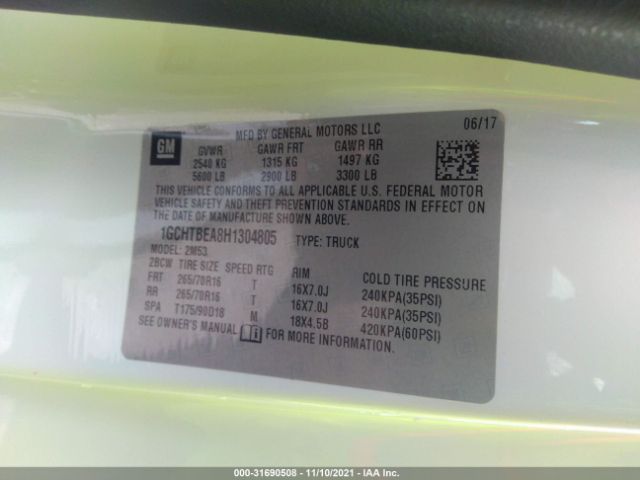 MFD BY GENERAL MOTORS LLC 06/17
GM GVWR GAWR FRT GAWR RR
2540 KG 1315 KG 1497 KG
5600 LB 2900 LB 3300 LB
THIS VEHICLE CONFORMS TO ALL APPLICABLE U.S. FEDERAL MOTOR
VEHICLE SAFETY AND THEFT PREVENTION STANDARDS IN EFFECT ON
THE DATE OF MANUFACTURE SHOWN ABOVE.
1GCHTBEA8H1304805 TYPE: TRUCK
MODEL: 2M53
2BCW TIRE SIZE SPEED RTG RIM COLD TIRE PRESSURE
FRT 265/70R16 T 16X7.0J 240KPA(35PSI)
RR 265/70R16 T 16X7.0J 240KPA(35PSI)
SPA T175/90D18 M 18X4.5B 420KPA(60PSI)
SEE OWNER'S MANUAL FOR MORE INFORMATION.
000-31690508 - 11/10/2021 - IAA Inc.